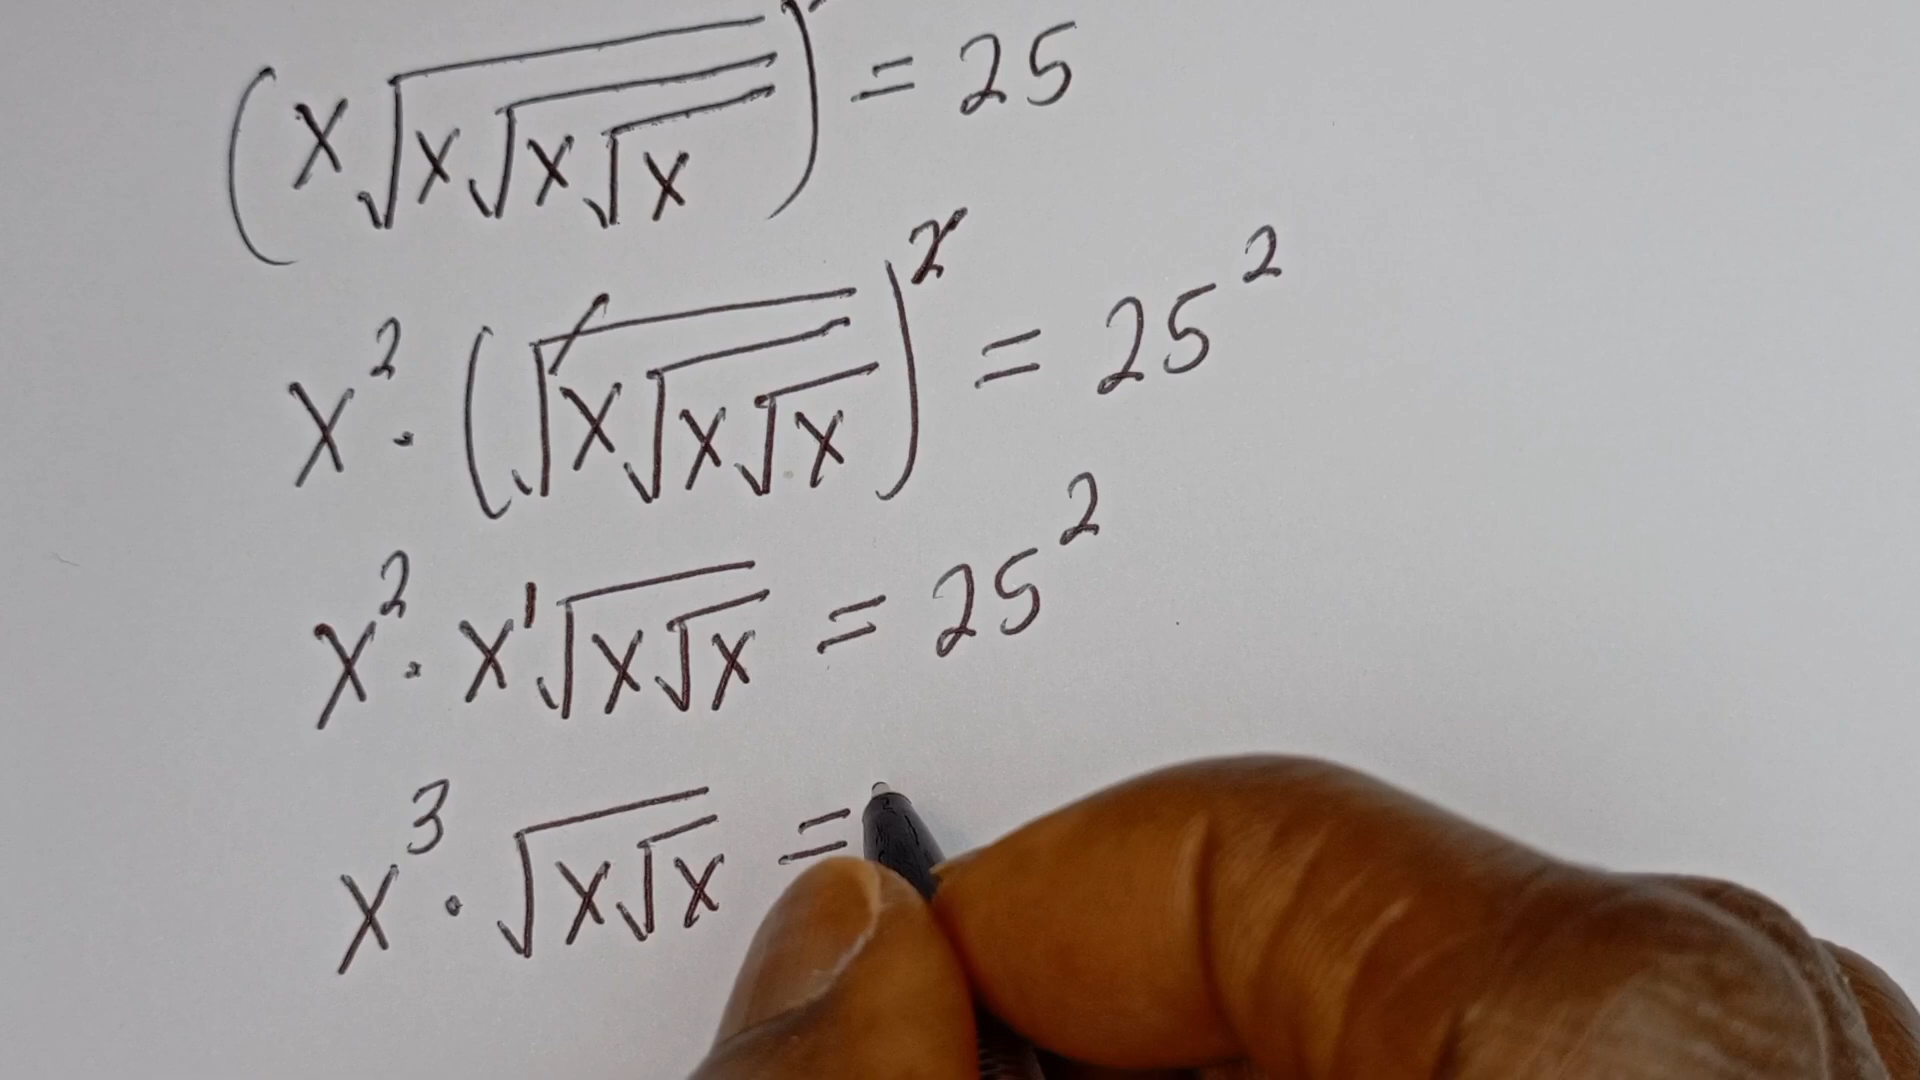 (x√(x√(x√x)))² = 25
x² · (√(x√(x√x)))² = 25²
x² · x¹√(x√x) = 25²
x³ · √(x√x) =